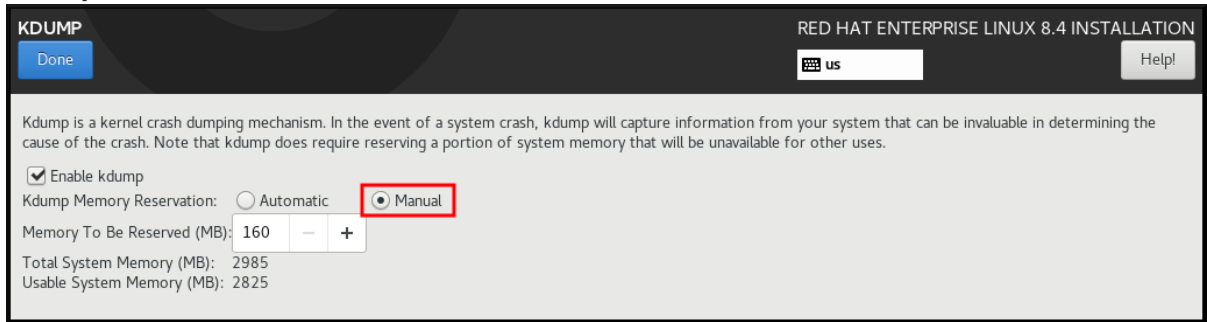 KDUMP
RED HAT ENTERPRISE LINUX 8.4 INSTALLATION
Done
us
Help!
Kdump is a kernel crash dumping mechanism. In the event of a system crash, kdump will capture information from your system that can be invaluable in determining the
cause of the crash. Note that kdump does require reserving a portion of system memory that will be unavailable for other uses.
Enable kdump
Kdump Memory Reservation: Automatic Manual
Memory To Be Reserved (MB): 160 − +
Total System Memory (MB): 2985
Usable System Memory (MB): 2825